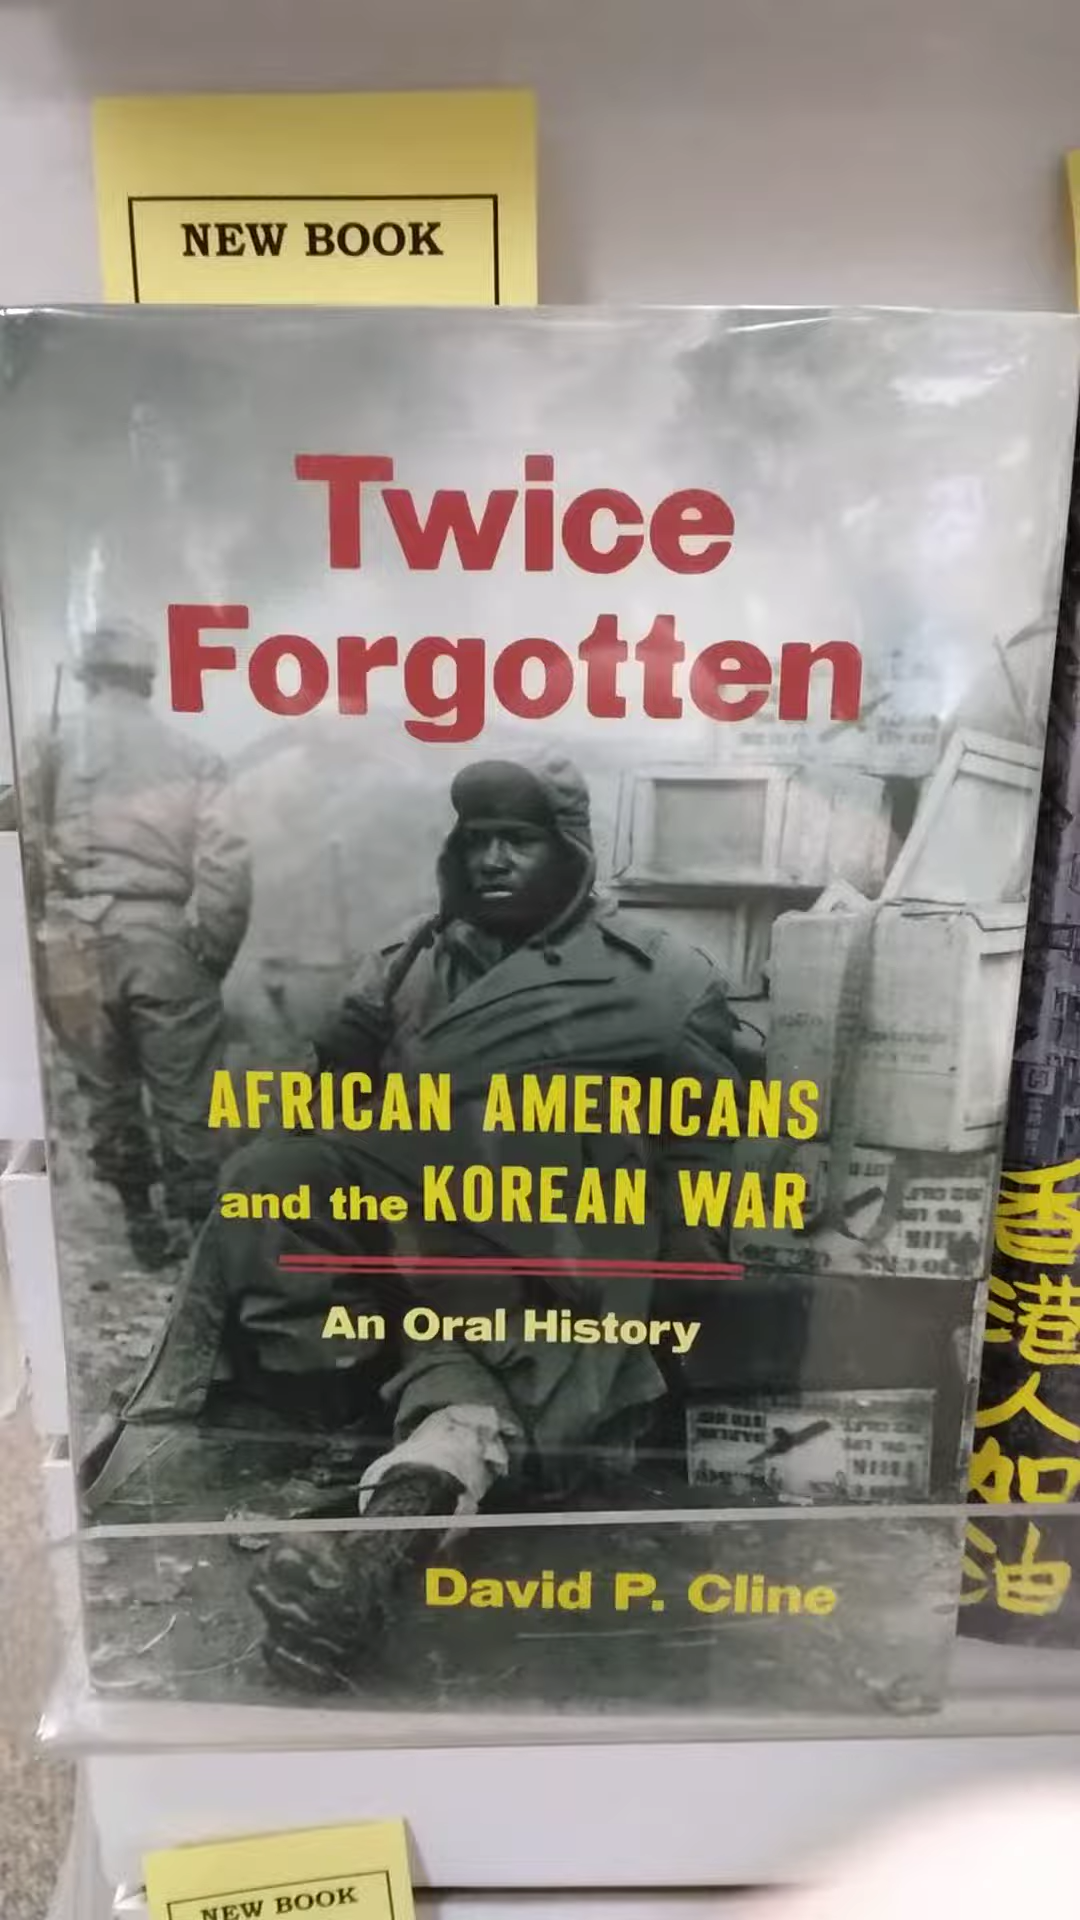 NEW BOOK
Twice
Forgotten
AFRICAN AMERICANS
and the KOREAN WAR
An Oral History
David P. Cline
香港人加油
NEW BOOK